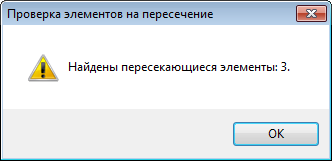 Проверка элементов на пересечение
Найдены пересекающиеся элементы: 3.
OK